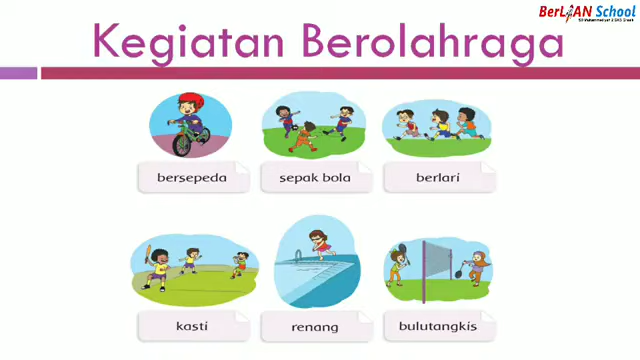 BerLIAN School
Kegiatan Berolahraga
bersepeda
sepak bola
berlari
kasti
renang
bulutangkis